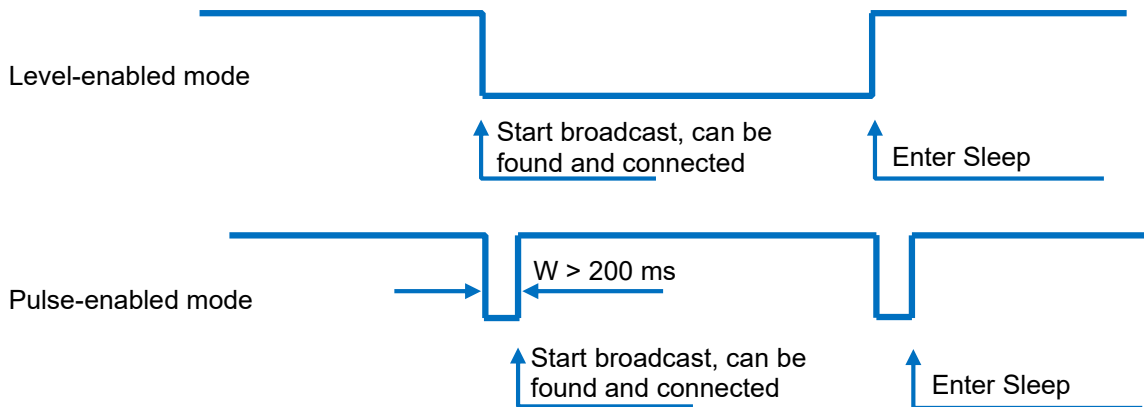 Level-enabled mode
Start broadcast, can be
found and connected
Enter Sleep
W > 200 ms
Pulse-enabled mode
Start broadcast, can be
found and connected
Enter Sleep